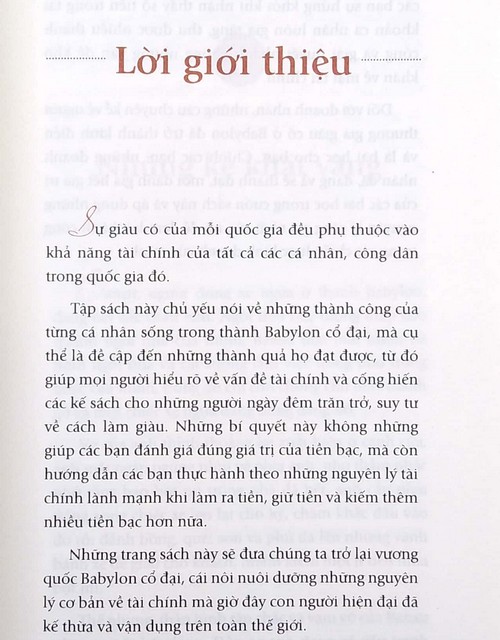 Lời giới thiệu
Sự giàu có của mỗi quốc gia đều phụ thuộc vào
khả năng tài chính của tất cả các cá nhân, công dân
trong quốc gia đó.
Tập sách này chủ yếu nói về những thành công của
từng cá nhân sống trong thành Babylon cổ đại, mà cụ
thể là đề cập đến những thành quả họ đạt được, từ đó
giúp mọi người hiểu rõ về vấn đề tài chính và cống hiến
các kế sách cho những người ngày đêm trăn trở, suy tư
về cách làm giàu. Những bí quyết này không những
giúp các bạn đánh giá đúng giá trị của tiền bạc, mà còn
hướng dẫn các bạn thực hành theo những nguyên lý tài
chính lành mạnh khi làm ra tiền, giữ tiền và kiếm thêm
nhiều tiền bạc hơn nữa.
Những trang sách này sẽ đưa chúng ta trở lại vương
quốc Babylon cổ đại, cái nôi nuôi dưỡng những nguyên
lý cơ bản về tài chính mà giờ đây con người hiện đại đã
kế thừa và vận dụng trên toàn thế giới.